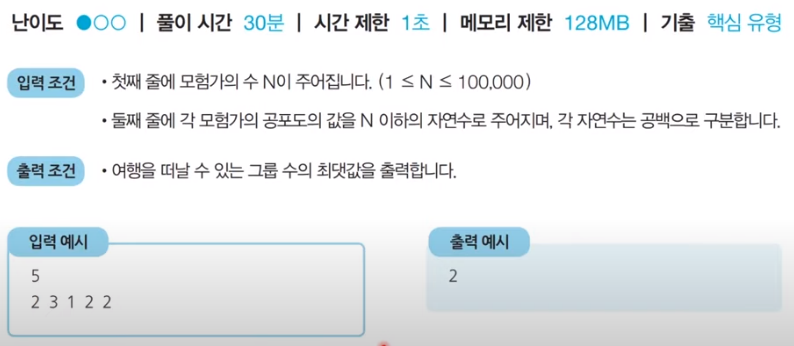 난이도 ●○○ | 풀이 시간 30분 | 시간 제한 1초 | 메모리 제한 128MB | 기출 핵심 유형
입력 조건 • 첫째 줄에 모험가의 수 N이 주어집니다. (1 ≤ N ≤ 100,000)
• 둘째 줄에 각 모험가의 공포도의 값을 N 이하의 자연수로 주어지며, 각 자연수는 공백으로 구분합니다.
출력 조건 • 여행을 떠날 수 있는 그룹 수의 최댓값을 출력합니다.
입력 예시
5
2 3 1 2 2
출력 예시
2